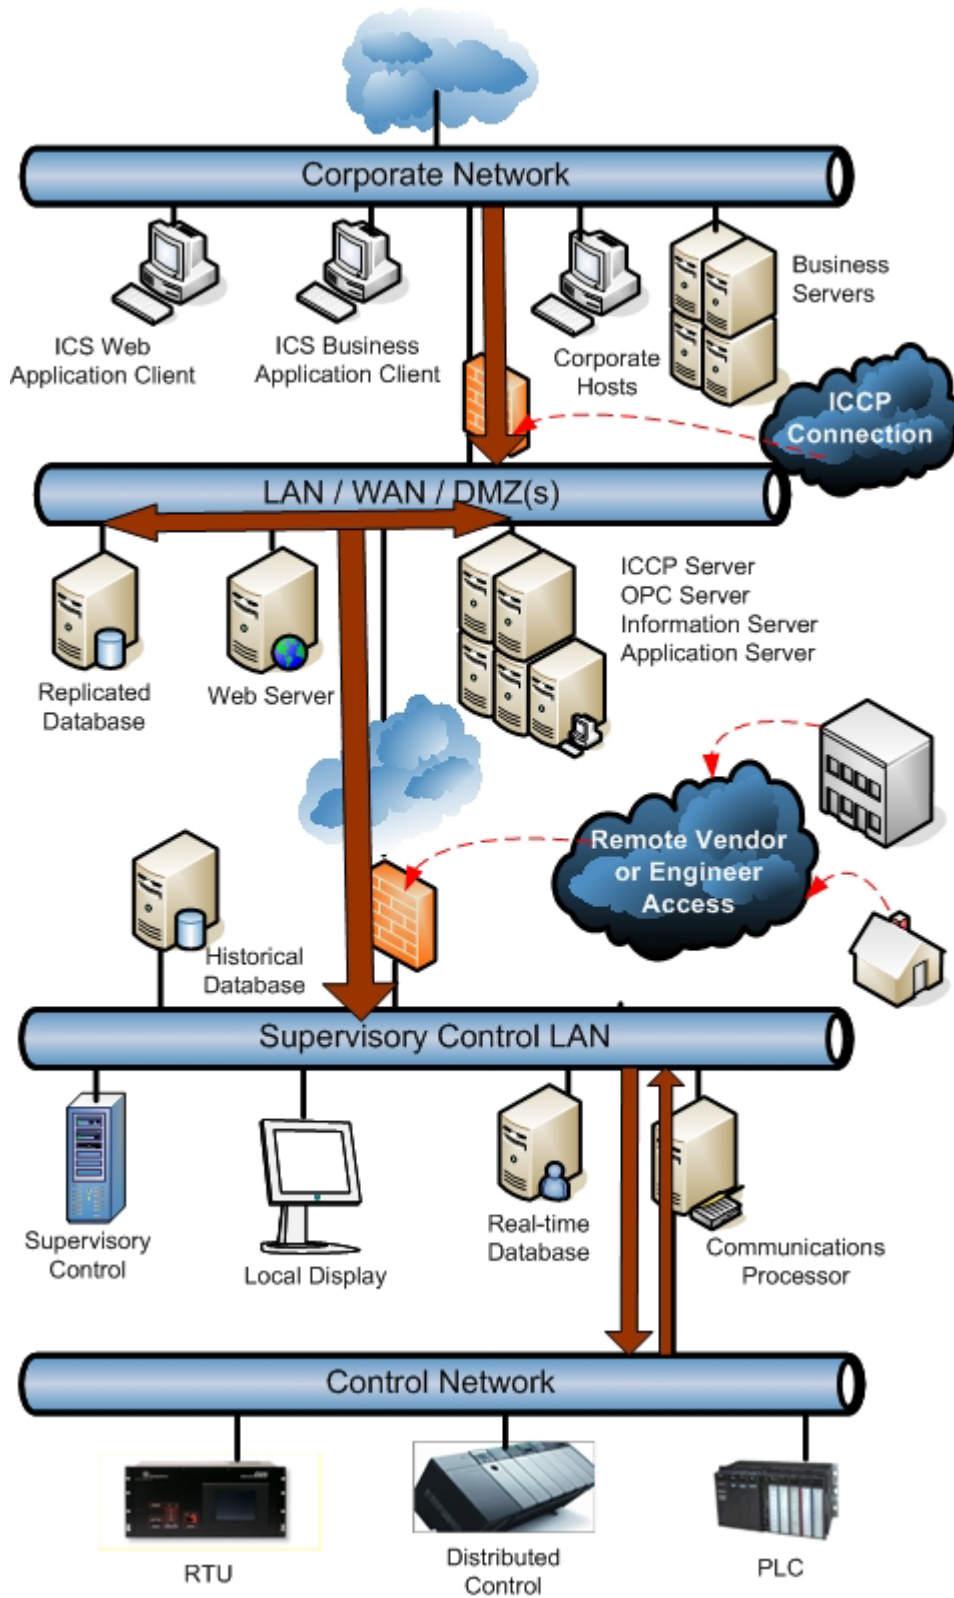 Corporate Network
ICS Web
Application Client
ICS Business
Application Client
Corporate
Hosts
Business
Servers
ICCP
Connection
LAN / WAN / DMZ(s)
Replicated
Database
Web Server
ICCP Server
OPC Server
Information Server
Application Server
Remote Vendor
or Engineer
Access
Historical
Database
Supervisory Control LAN
Supervisory
Control
Local Display
Real-time
Database
Communications
Processor
Control Network
RTU
Distributed
Control
PLC